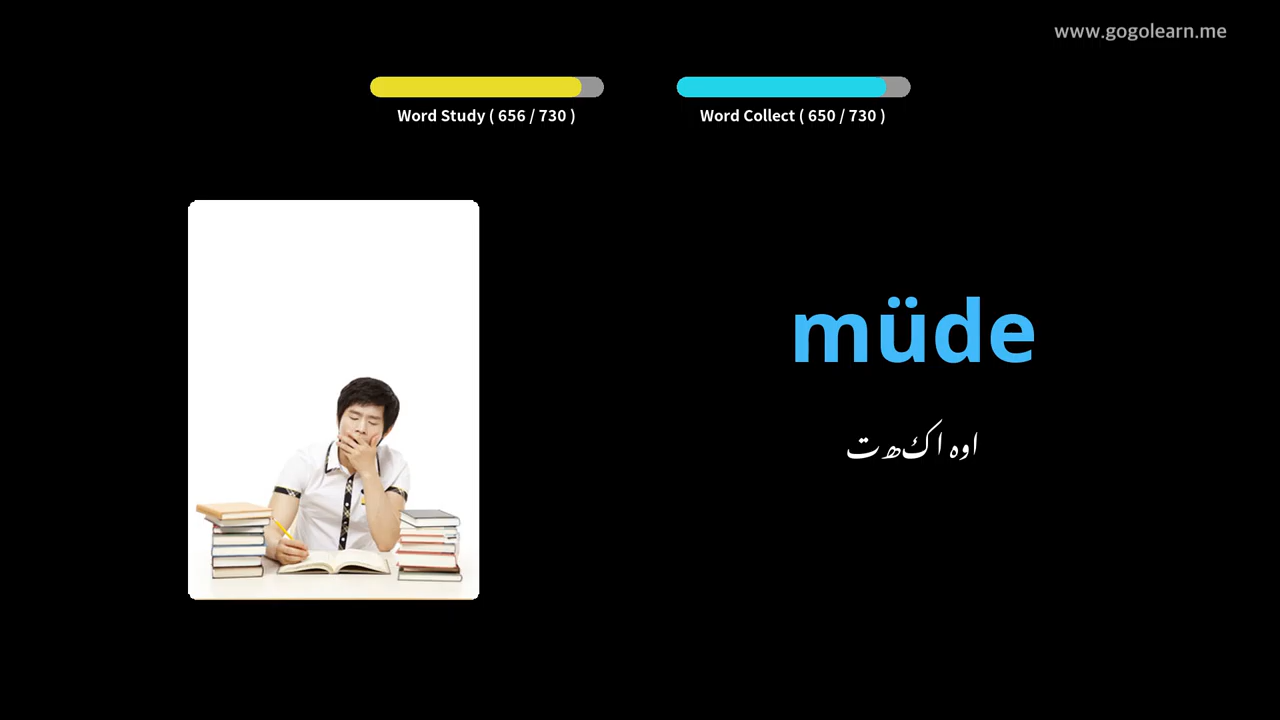 www.gogolearn.me
Word Study ( 656 / 730 )
Word Collect ( 650 / 730 )
müde
اوہ اکھت